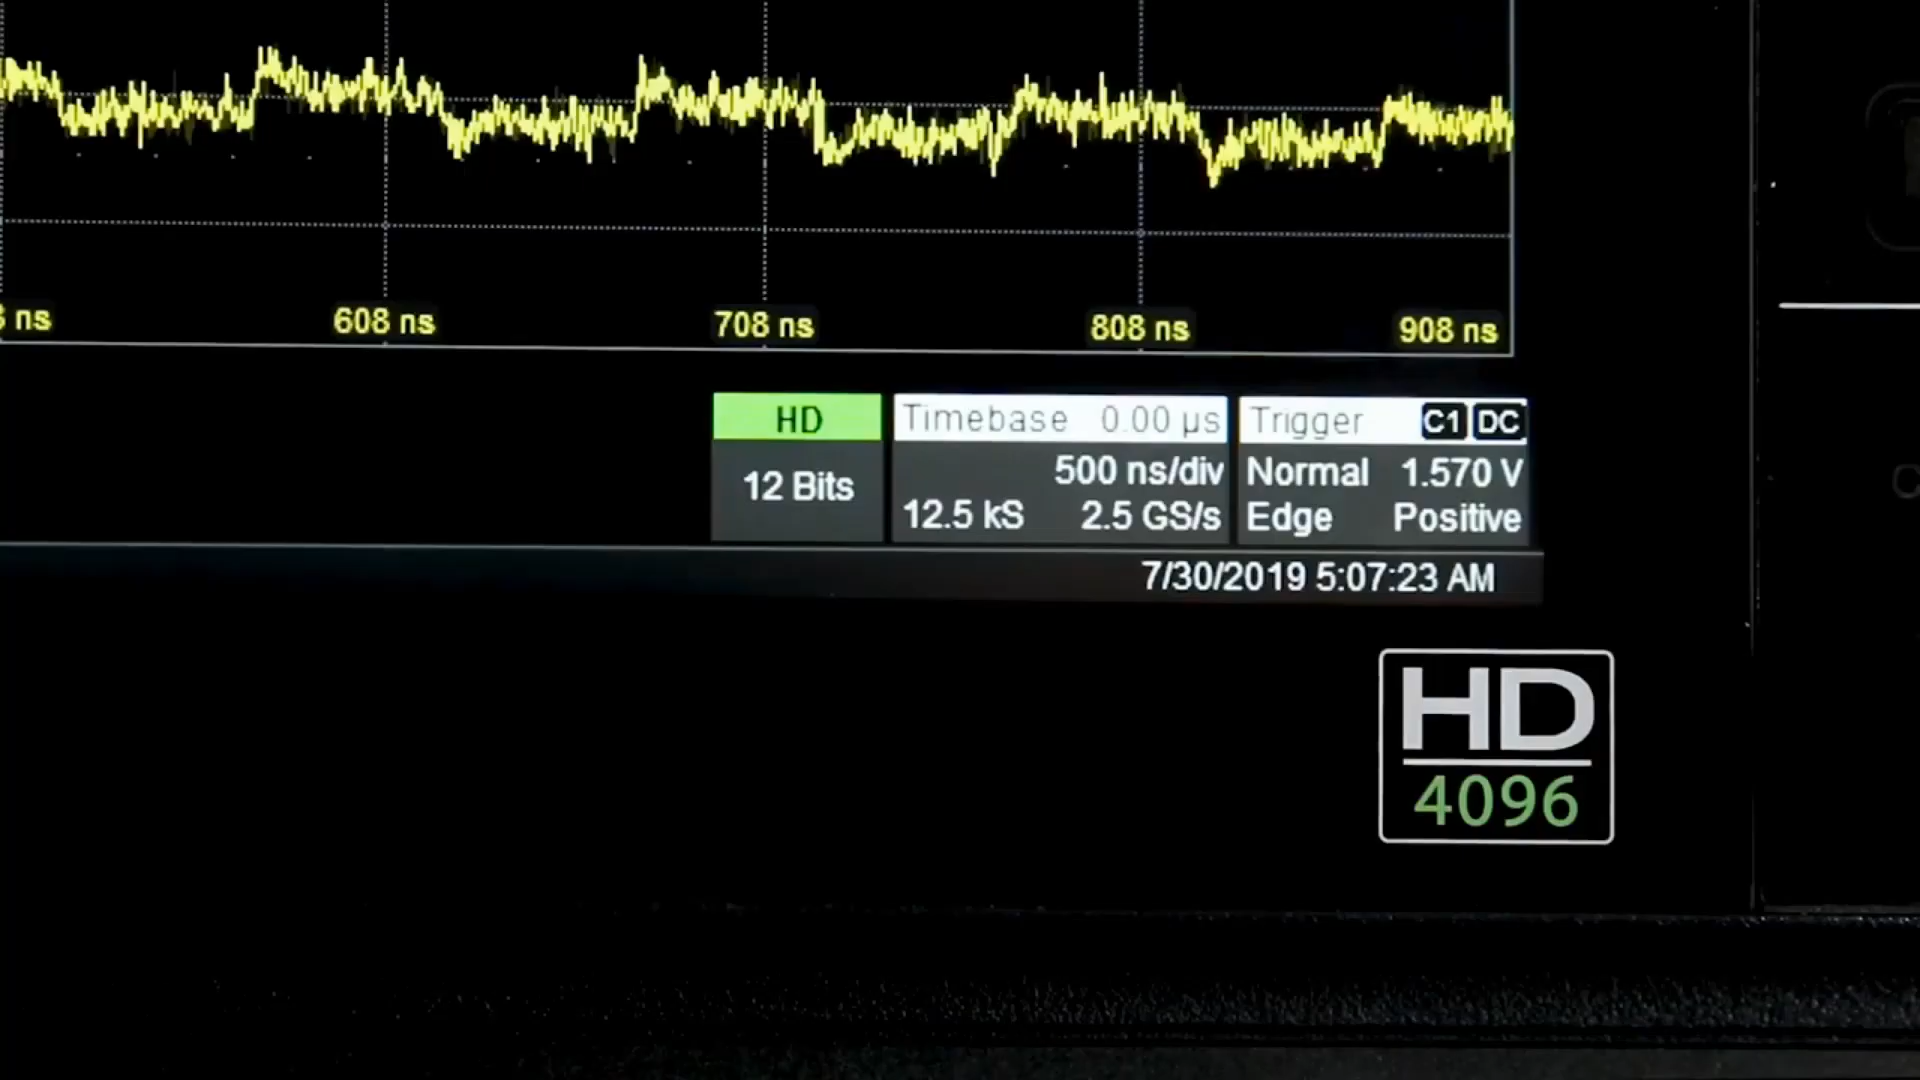 ns
608 ns
708 ns
808 ns
908 ns
HD
12 Bits
Timebase 0.00 µs
500 ns/div
12.5 kS 2.5 GS/s
Trigger C1 DC
Normal 1.570 V
Edge Positive
7/30/2019 5:07:23 AM
HD
4096